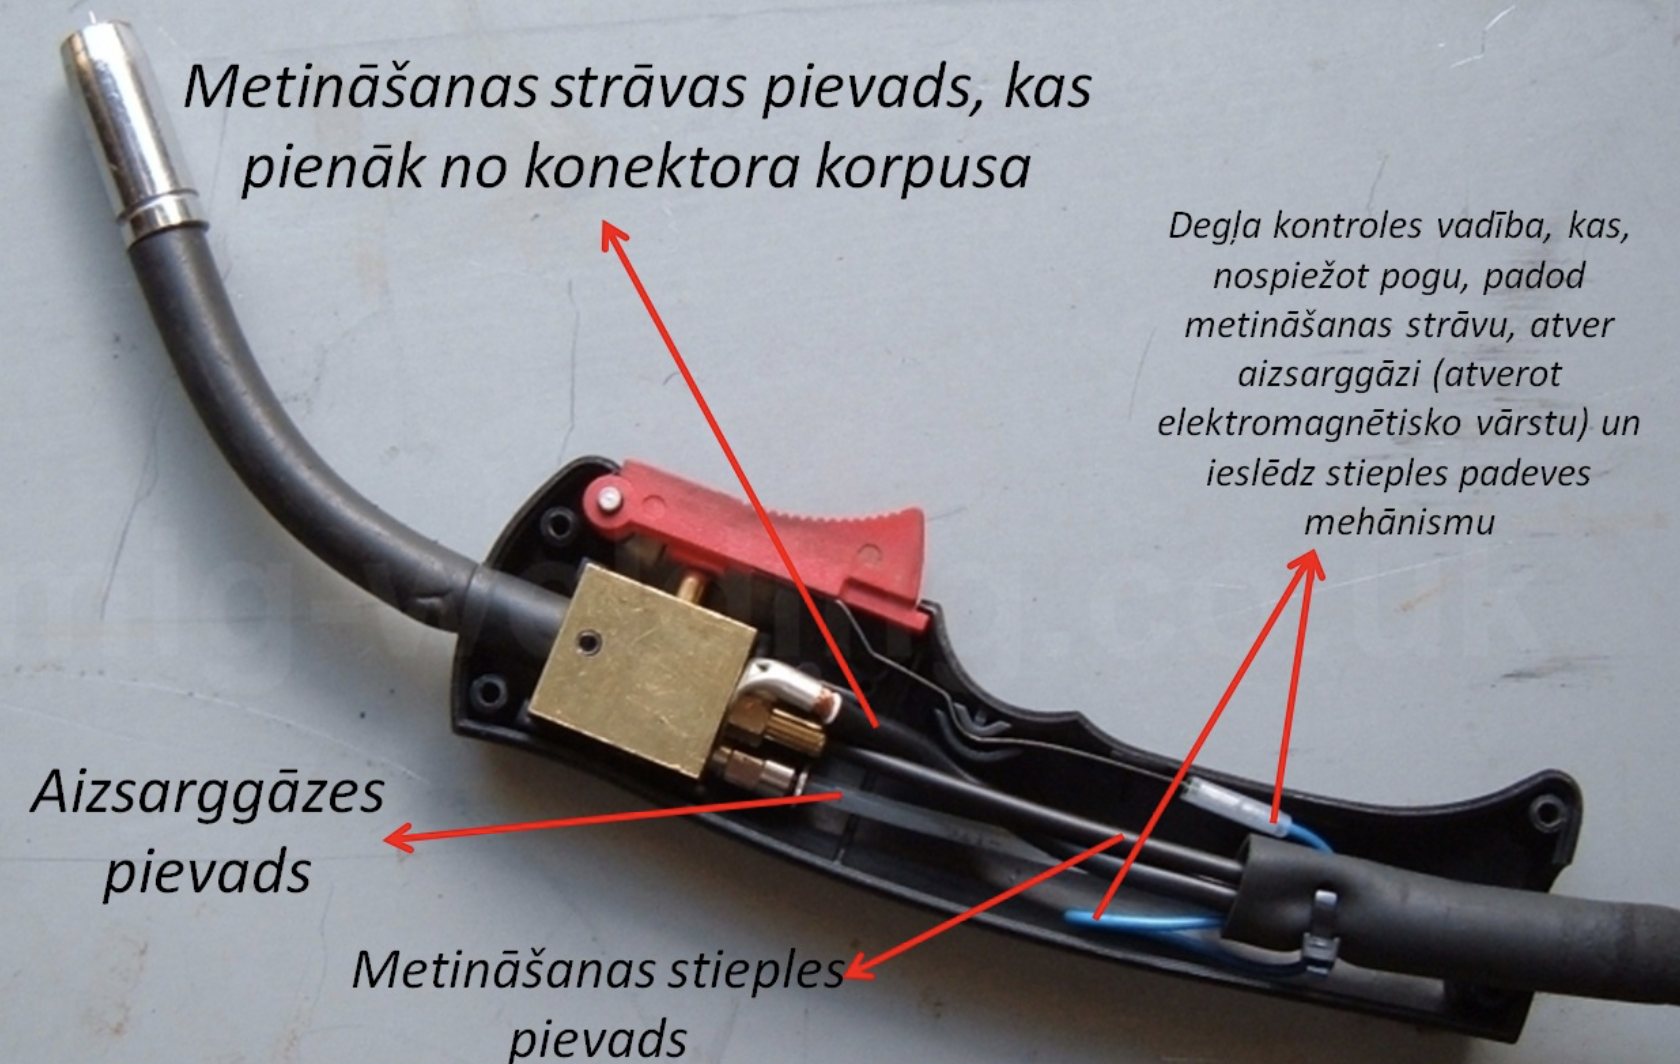 Metināšanas strāvas pievads, kas
pienāk no konektora korpusa
Degļa kontroles vadība, kas,
nospiežot pogu, padod
metināšanas strāvu, atver
aizsarggāzi (atverot
elektromagnētisko vārstu) un
ieslēdz stieples padeves
mehānismu
Aizsarggāzes
pievads
Metināšanas stieples
pievads